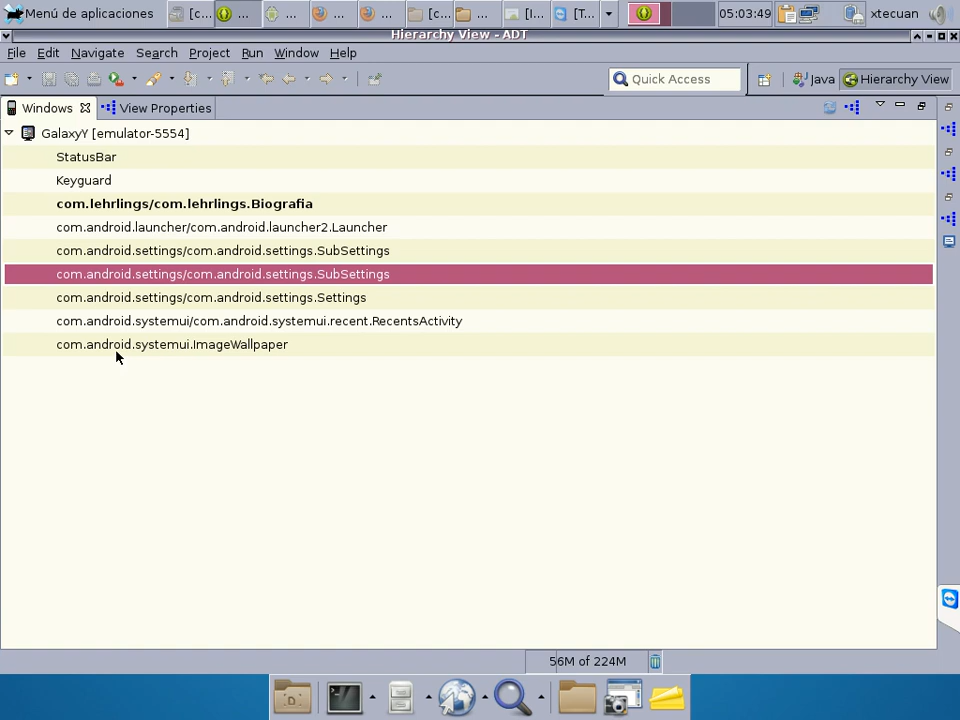 Menú de aplicaciones
[c...
...
...
...
...
[c...
...
[I...
[T...
05:03:49
xtecuan
Hierarchy View - ADT
File Edit Navigate Search Project Run Window Help
Quick Access
Java
Hierarchy View
Windows
View Properties
GalaxyY [emulator-5554]
StatusBar
Keyguard
com.lehrlings/com.lehrlings.Biografia
com.android.launcher/com.android.launcher2.Launcher
com.android.settings/com.android.settings.SubSettings
com.android.settings/com.android.settings.SubSettings
com.android.settings/com.android.settings.Settings
com.android.systemui/com.android.systemui.recent.RecentsActivity
com.android.systemui.ImageWallpaper
56M of 224M